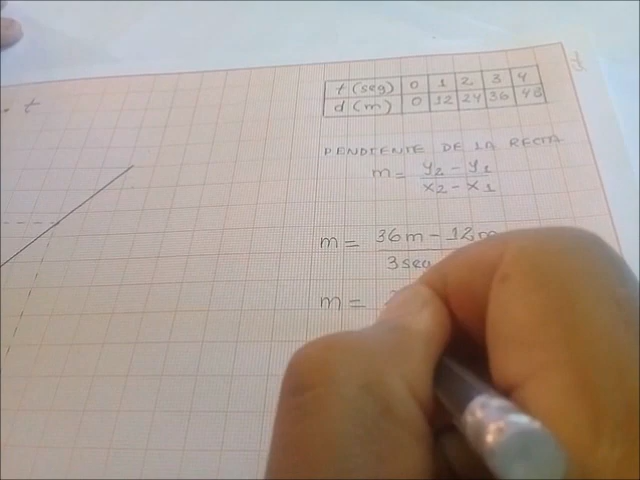 t
t (seg) 0 1 2 3 4
d (m) 0 12 24 36 48
PENDIENTE DE LA RECTA
m = y2 - y1
x2 - x1
m = 36m - 12m
3seg
m =